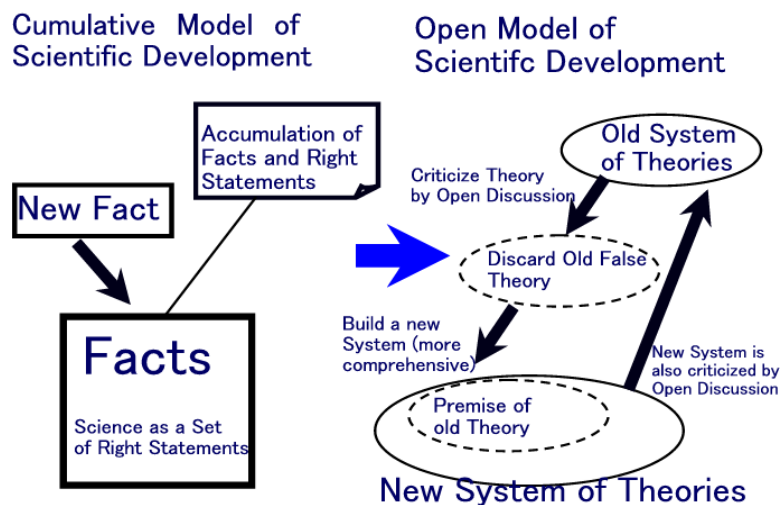 Cumulative Model of
Scientific Development
Accumulation of
Facts and Right
Statements
New Fact
Facts
Science as a Set
of Right Statements
Open Model of
Scientifc Development
Old System
of Theories
Criticize Theory
by Open Discussion
Discard Old False
Theory
Build a new
System (more
comprehensive)
New System is
also criticized by
Open Discussion
Premise of
old Theory
New System of Theories